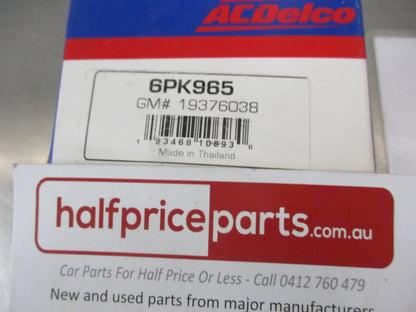 ACDelco
6PK965
GM# 19376038
1 93468 10693 0
Made in Thailand
halfpriceparts.com.au
Car Parts For Half Price Or Less - Call 0412 760 479
New and used parts from major manufacturers